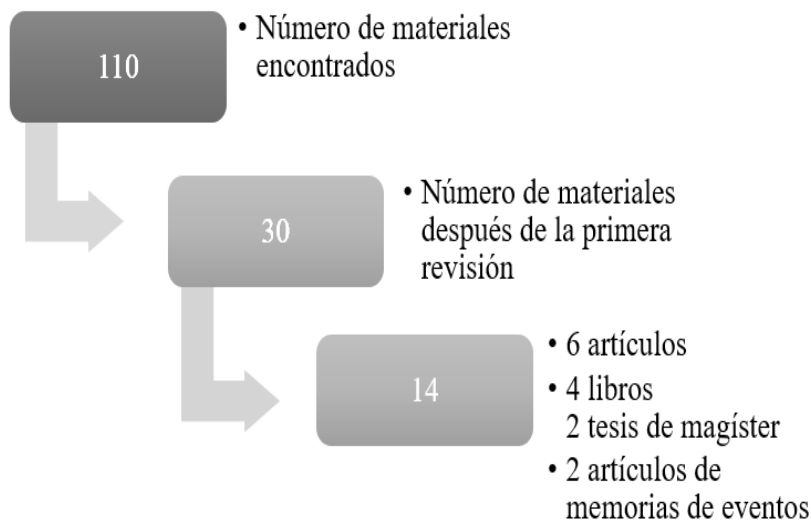 110
• Número de materiales
encontrados
30
• Número de materiales
después de la primera
revisión
14
• 6 artículos
• 4 libros
2 tesis de magíster
• 2 artículos de
memorias de eventos